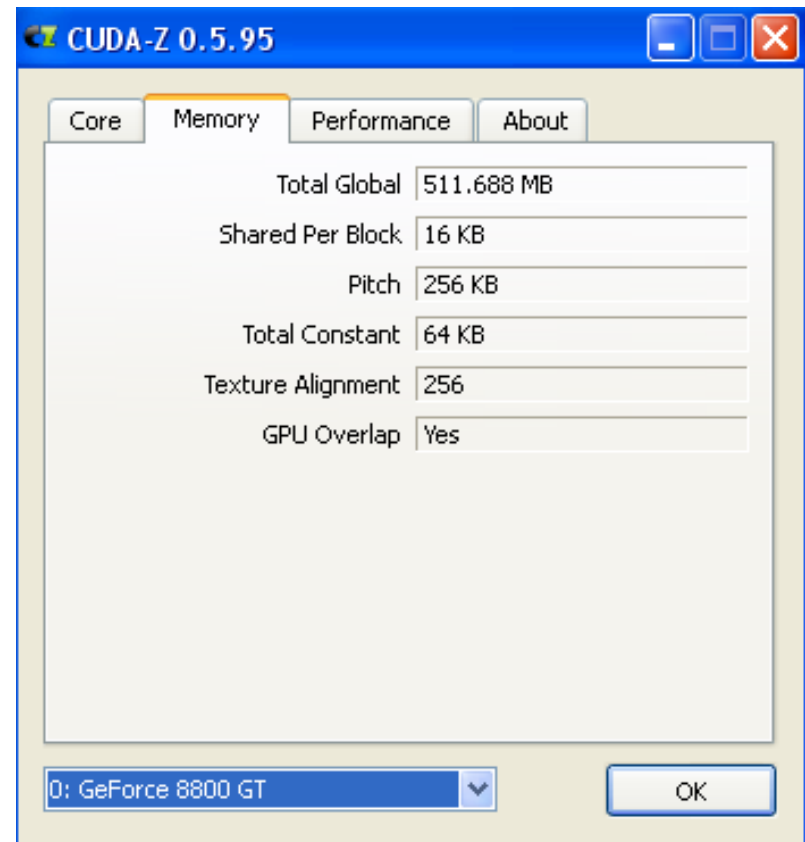 CUDA-Z 0.5.95
Core Memory Performance About
Total Global 511.688 MB
Shared Per Block 16 KB
Pitch 256 KB
Total Constant 64 KB
Texture Alignment 256
GPU Overlap Yes
0: GeForce 8800 GT OK